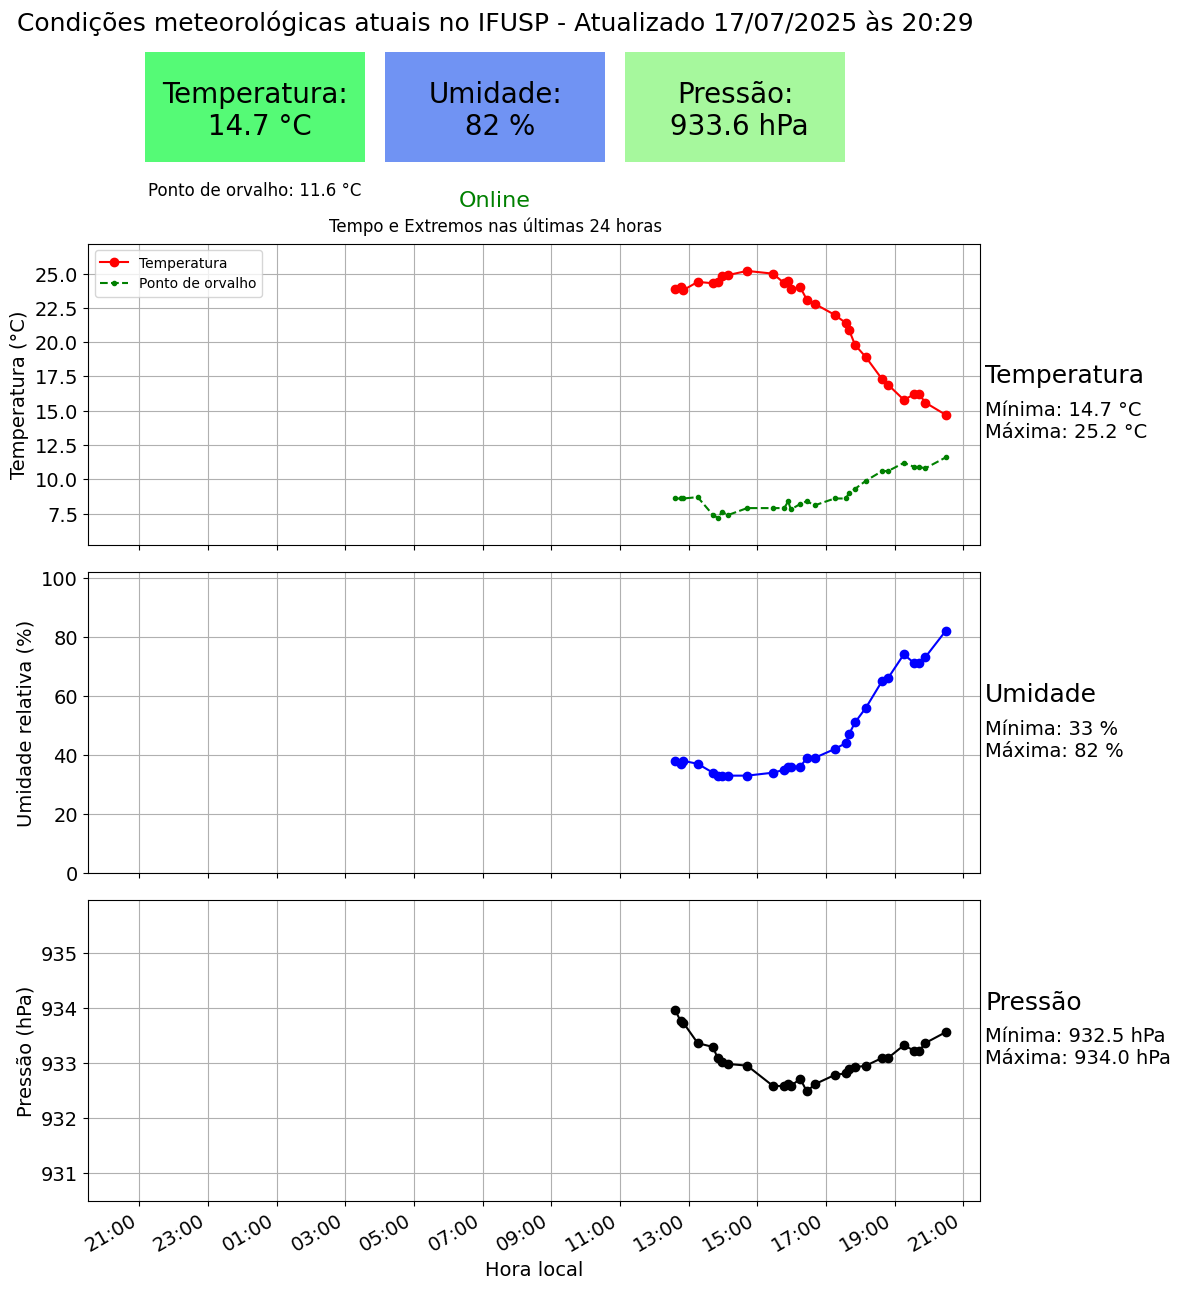 Condições meteorológicas atuais no IFUSP - Atualizado 17/07/2025 às 20:29
Temperatura:
14.7 °C
Umidade:
82 %
Pressão:
933.6 hPa
Ponto de orvalho: 11.6 °C
Online
Tempo e Extremos nas últimas 24 horas
Temperatura
Ponto de orvalho
Temperatura (°C)
25.0
22.5
20.0
17.5
15.0
12.5
10.0
7.5
Temperatura
Mínima: 14.7 °C
Máxima: 25.2 °C
Umidade relativa (%)
100
80
60
40
20
0
Umidade
Mínima: 33 %
Máxima: 82 %
Pressão (hPa)
935
934
933
932
931
Pressão
Mínima: 932.5 hPa
Máxima: 934.0 hPa
21:00
23:00
01:00
03:00
05:00
07:00
09:00
11:00
13:00
15:00
17:00
19:00
21:00
Hora local